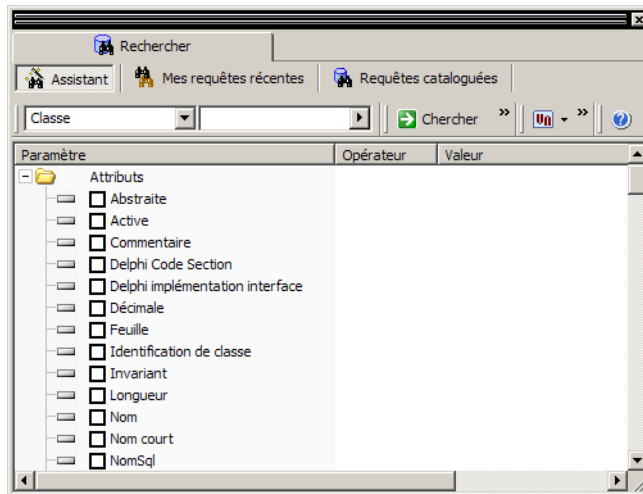 Rechercher
Assistant Mes requêtes récentes Requêtes cataloguées
Classe Chercher » »
Paramètre Opérateur Valeur
Attributs
Abstraite
Active
Commentaire
Delphi Code Section
Delphi implémentation interface
Décimale
Feuille
Identification de classe
Invariant
Longueur
Nom
Nom court
NomSql